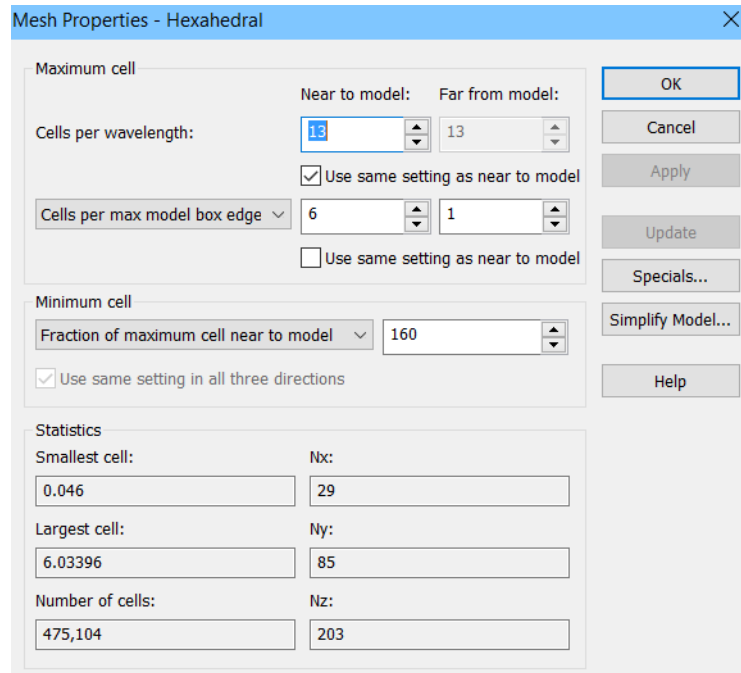 Mesh Properties - Hexahedral
Maximum cell
Near to model: Far from model:
Cells per wavelength: 13 13
Use same setting as near to model
Cells per max model box edge 6 1
Use same setting as near to model
Minimum cell
Fraction of maximum cell near to model 160
Use same setting in all three directions
Statistics
Smallest cell: Nx:
0.046 29
Largest cell: Ny:
6.03396 85
Number of cells: Nz:
475,104 203
OK
Cancel
Apply
Update
Specials...
Simplify Model...
Help